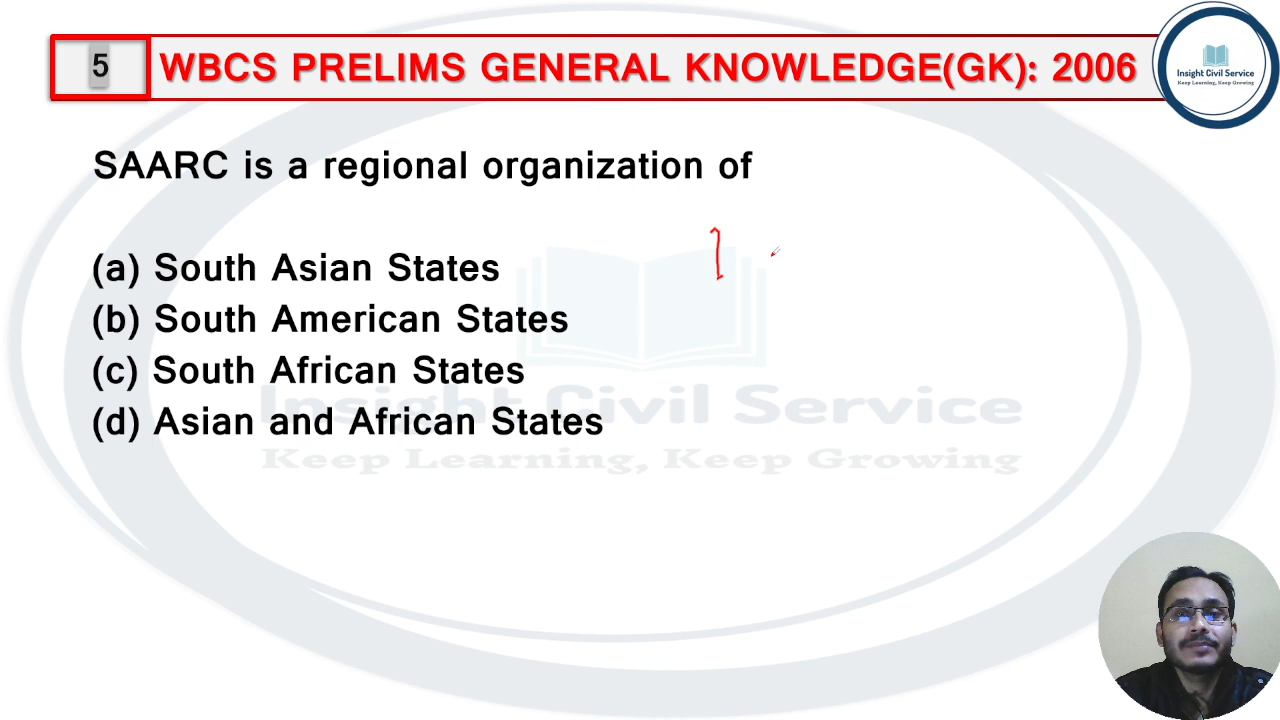 5
WBCS PRELIMS GENERAL KNOWLEDGE(GK): 2006
Insight Civil Service
Keep Learning, Keep Growing
SAARC is a regional organization of
(a) South Asian States
(b) South American States
(c) South African States
(d) Asian and African States
1
Insight Civil Service
Keep Learning, Keep Growing